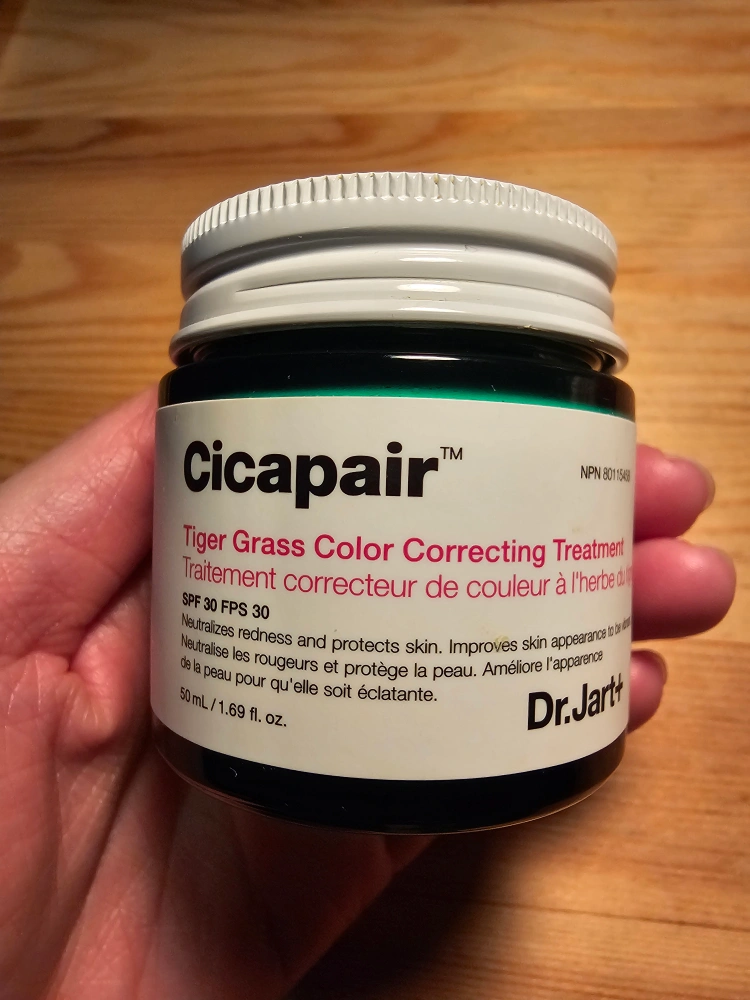 Cicapair™
NPN 80115458
Tiger Grass Color Correcting Treatment
Traitement correcteur de couleur à l'herbe du
SPF 30 FPS 30
Neutralizes redness and protects skin. Improves skin appearance to be
Neutralise les rougeurs et protège la peau. Améliore l'apparence
de la peau pour qu'elle soit éclatante.
50 mL / 1.69 fl. oz.
Dr.Jart+